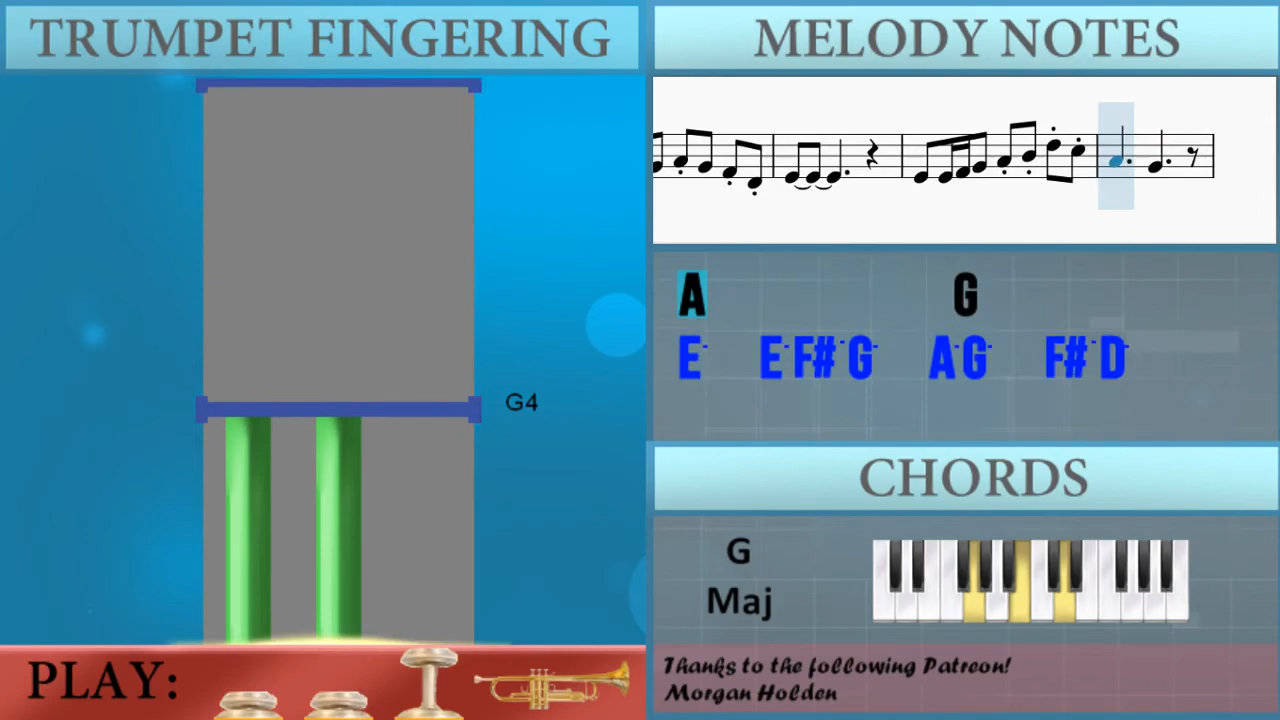 TRUMPET FINGERING
MELODY NOTES
A G
E- E- F#- G- A- G- F#- D-
G4
CHORDS
G
Maj
PLAY:
Thanks to the following Patreon!
Morgan Holden